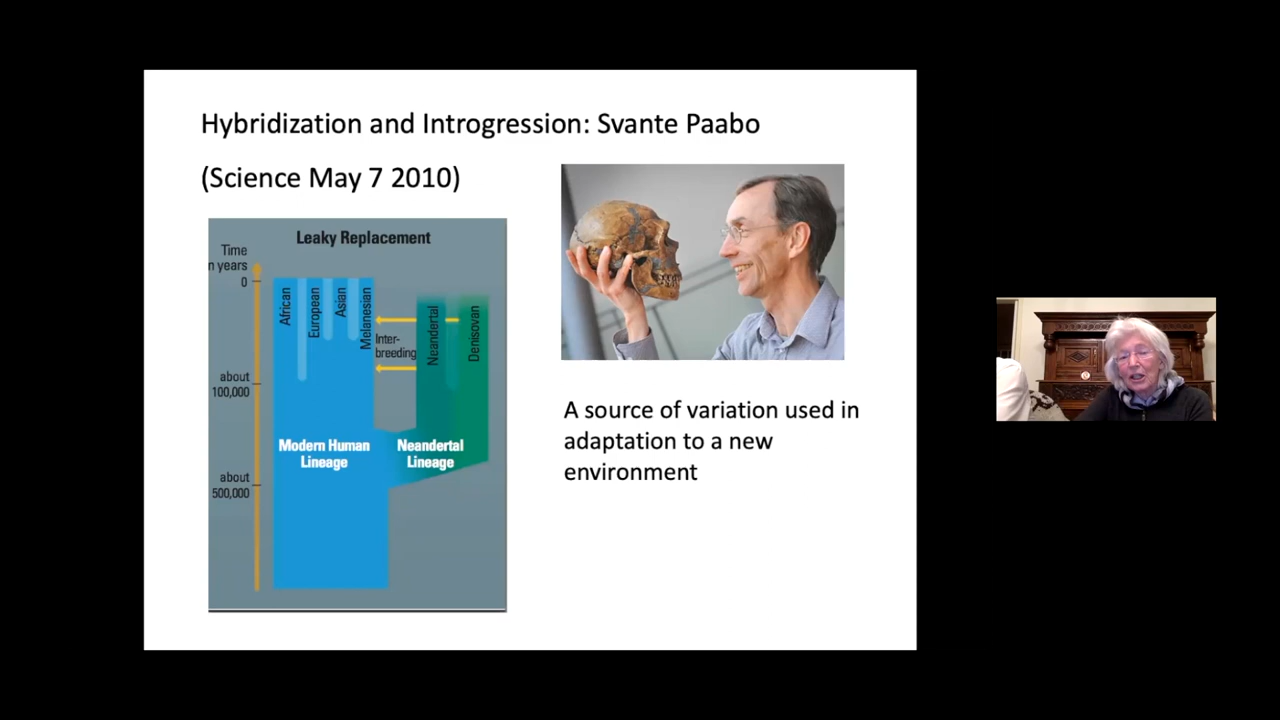 Hybridization and Introgression: Svante Paabo
(Science May 7 2010)
Leaky Replacement
Time
n years
0
African
European
Asian
Melanesian
Neandertal
Denisovan
Inter-
breeding
about
100,000
Modern Human
Lineage
Neandertal
Lineage
about
500,000
A source of variation used in
adaptation to a new
environment